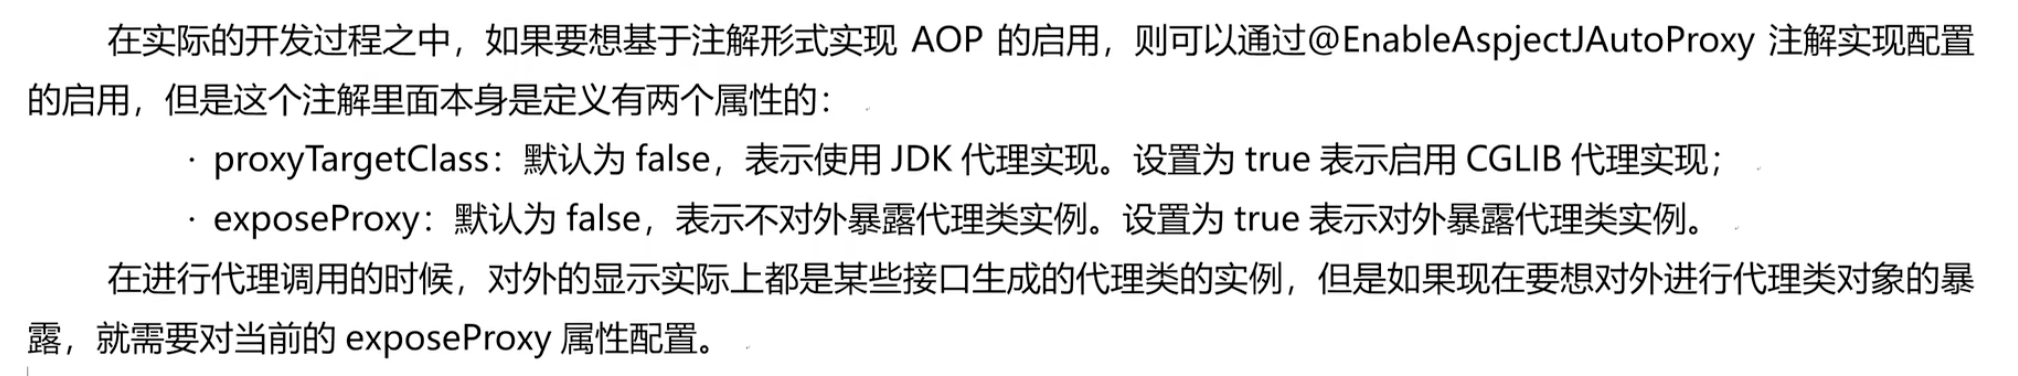 在实际的开发过程之中，如果要想基于注解形式实现 AOP 的启用，则可以通过@EnableAspjectJAutoProxy 注解实现配置
的启用，但是这个注解里面本身是定义有两个属性的：
· proxyTargetClass：默认为 false，表示使用 JDK 代理实现。设置为 true 表示启用 CGLIB 代理实现；
· exposeProxy：默认为 false，表示不对外暴露代理类实例。设置为 true 表示对外暴露代理类实例。
在进行代理调用的时候，对外的显示实际上都是某些接口生成的代理类的实例，但是如果现在要想对外进行代理类对象的暴
露，就需要对当前的 exposeProxy 属性配置。